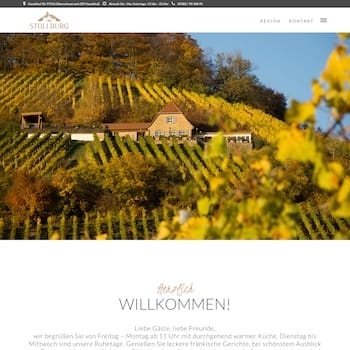 STOLLBURG
REGION KONTAKT
Herzlich
WILLKOMMEN!
Liebe Gäste, liebe Freunde,
wir begrüßen Sie von Freitag – Montag ab 11 Uhr mit durchgehend warmer Küche, Dienstag bis
Mittwoch sind unsere Ruhetage. Genießen Sie leckere fränkische Gerichte, bei schönstem Ausblick